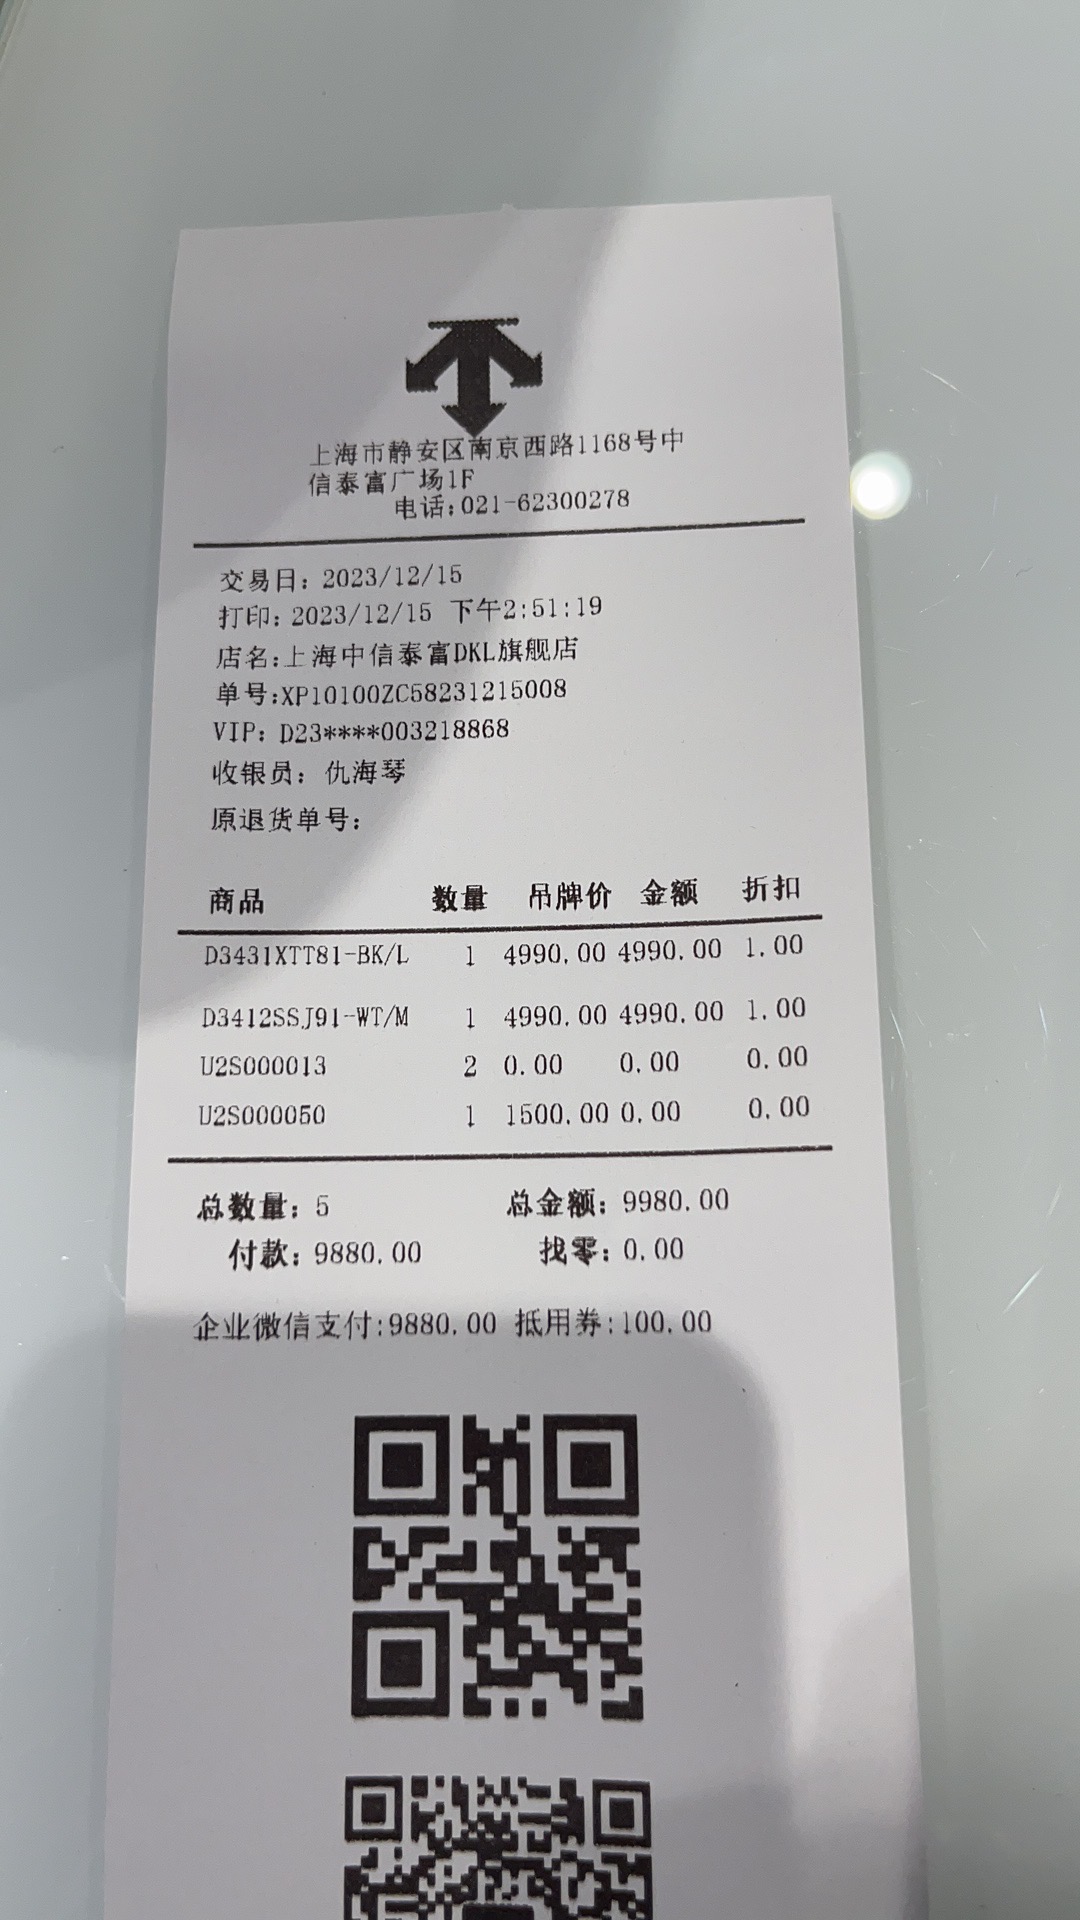 上海市静安区南京西路1168号中
信泰富广场1F
电话:021-62300278
交易日: 2023/12/15
打印: 2023/12/15 下午2:51:19
店名:上海中信泰富DKL旗舰店
单号:XP10100ZC58231215008
VIP: D23****003218868
收银员: 仇海琴
原退货单号:
商品 数量 吊牌价 金额 折扣
D3431XTT81-BK/L 1 4990.00 4990.00 1.00
D3412SSJ91-WT/M 1 4990.00 4990.00 1.00
U2S000013 2 0.00 0.00 0.00
U2S000050 1 1500.00 0.00 0.00
总数量: 5 总金额: 9980.00
付款: 9880.00 找零: 0.00
企业微信支付:9880.00 抵用券:100.00